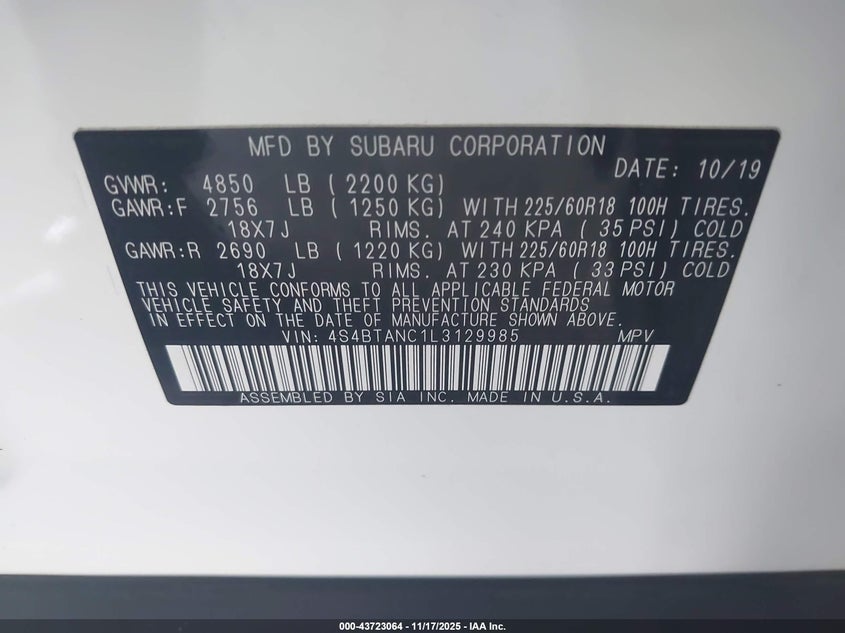 MFD BY SUBARU CORPORATION
DATE: 10/19
GVWR: 4850 LB ( 2200 KG)
GAWR:F 2756 LB ( 1250 KG) WITH 225/60R18 100H TIRES.
18X7J RIMS. AT 240 KPA ( 35 PSI) COLD
GAWR:R 2690 LB ( 1220 KG) WITH 225/60R18 100H TIRES.
18X7J RIMS. AT 230 KPA ( 33 PSI) COLD
THIS VEHICLE CONFORMS TO ALL APPLICABLE FEDERAL MOTOR
VEHICLE SAFETY AND THEFT PREVENTION STANDARDS
IN EFFECT ON THE DATE OF MANUFACTURE SHOWN ABOVE.
VIN: 4S4BTANC1L3129985 MPV
ASSEMBLED BY SIA INC. MADE IN U.S.A.
000-43723064 - 11/17/2025 - IAA Inc.